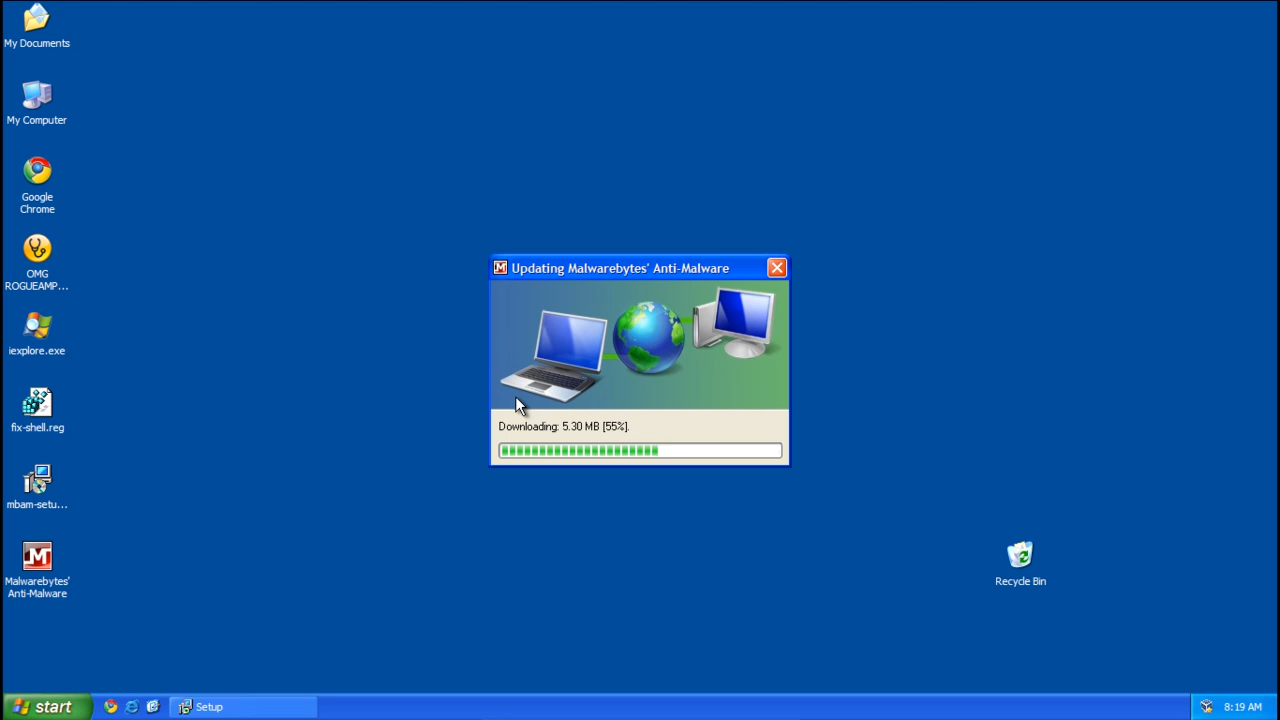 My Documents
My Computer
Google
Chrome
OMG
ROGUEAMP...
iexplore.exe
fix-shell.reg
mbam-setu...
Malwarebytes'
Anti-Malware
Updating Malwarebytes' Anti-Malware
Downloading: 5.30 MB [55%].
Recycle Bin
start
Setup
8:19 AM